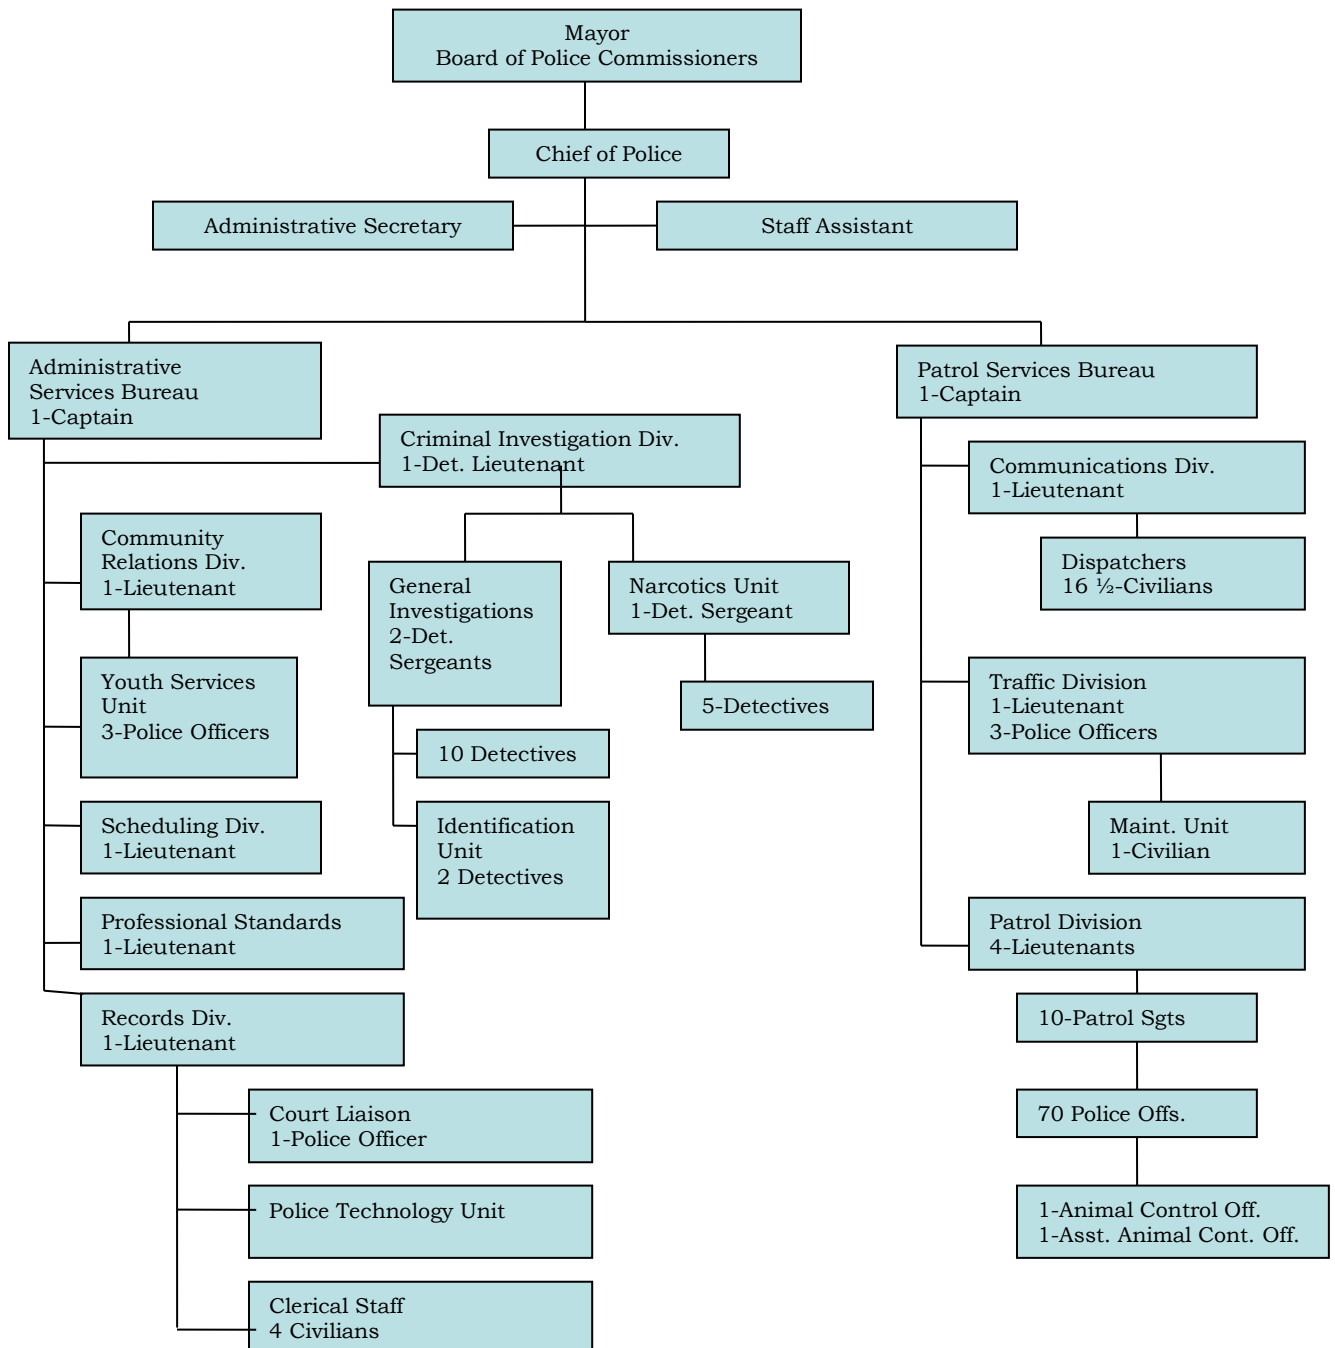 Mayor
Board of Police Commissioners
Chief of Police
Administrative Secretary
Staff Assistant
Administrative
Services Bureau
1-Captain
Patrol Services Bureau
1-Captain
Criminal Investigation Div.
1-Det. Lieutenant
Communications Div.
1-Lieutenant
Community
Relations Div.
1-Lieutenant
Dispatchers
16 ½-Civilians
General
Investigations
2-Det.
Sergeants
Narcotics Unit
1-Det. Sergeant
Youth Services
Unit
3-Police Officers
5-Detectives
Traffic Division
1-Lieutenant
3-Police Officers
10 Detectives
Scheduling Div.
1-Lieutenant
Identification
Unit
2 Detectives
Maint. Unit
1-Civilian
Professional Standards
1-Lieutenant
Patrol Division
4-Lieutenants
Records Div.
1-Lieutenant
10-Patrol Sgts
Court Liaison
1-Police Officer
70 Police Offs.
Police Technology Unit
1-Animal Control Off.
1-Asst. Animal Cont. Off.
Clerical Staff
4 Civilians